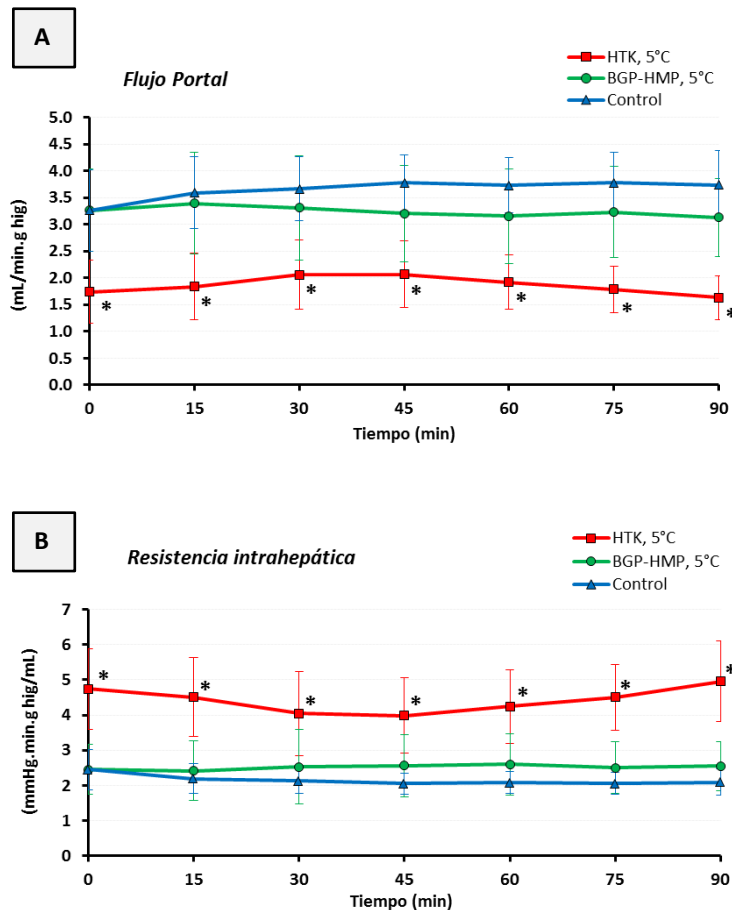 A
Flujo Portal
HTK, 5°C
BGP-HMP, 5°C
Control
(mL/min.g hig)
5.0
4.5
4.0
3.5
3.0
2.5
2.0
1.5
1.0
0.5
0.0
* * * * * * *
0 15 30 45 60 75 90
Tiempo (min)
B
Resistencia intrahepática
HTK, 5°C
BGP-HMP, 5°C
Control
(mmHg.min.g hig/mL)
7
6
5
4
3
2
1
0
* * * * * * *
0 15 30 45 60 75 90
Tiempo (min)